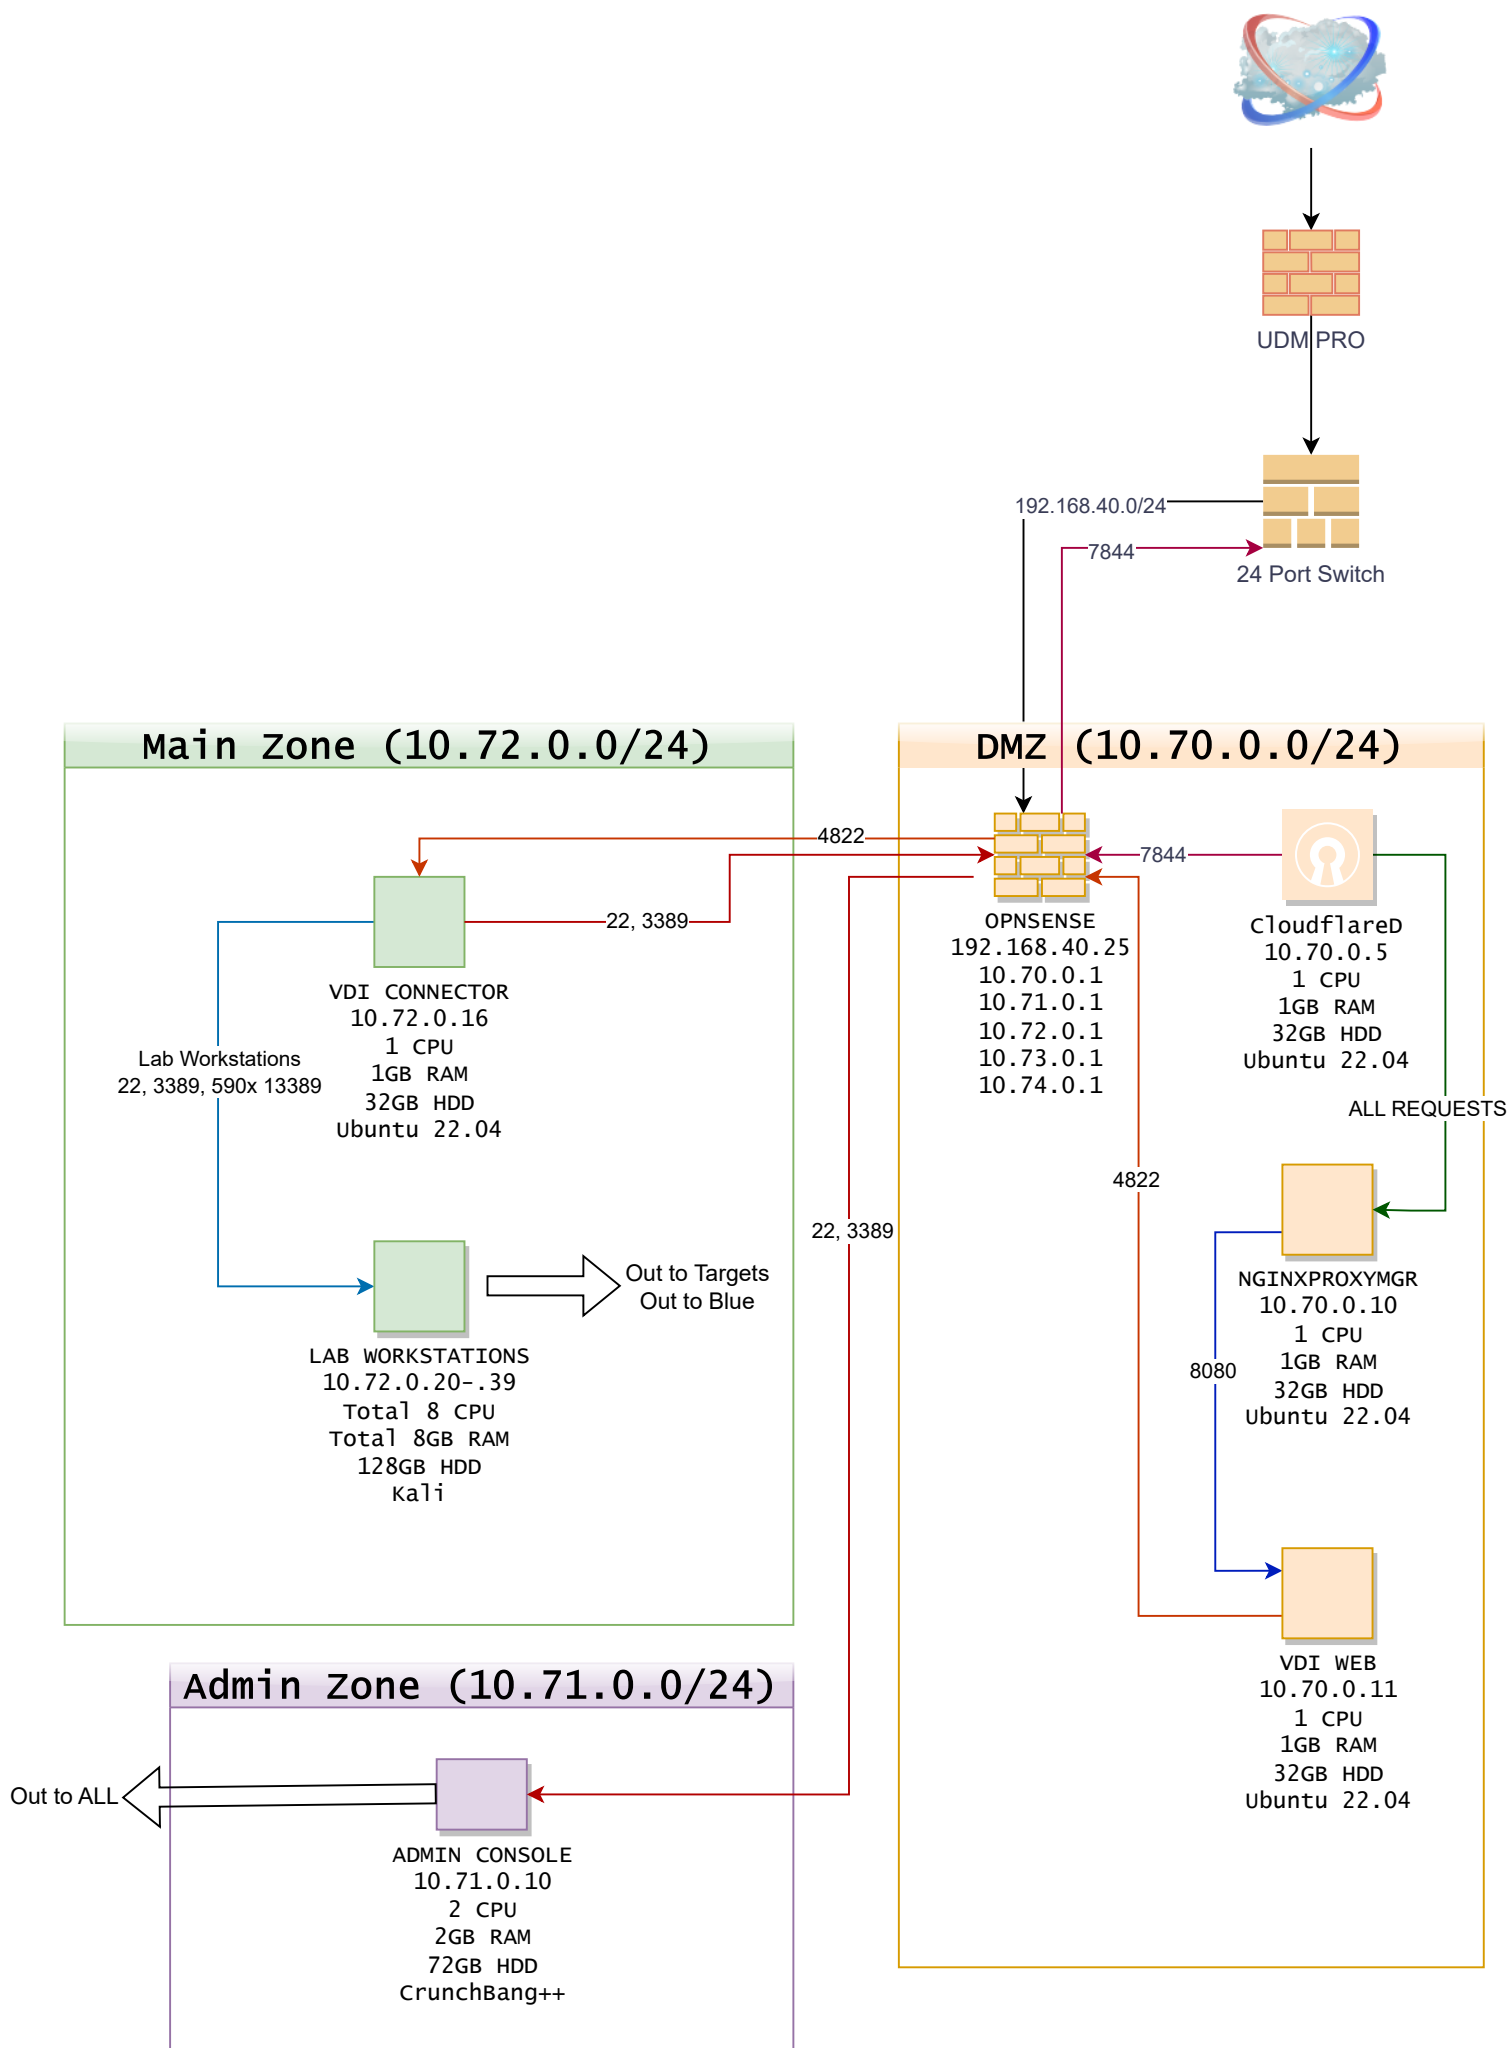 UDM PRO
192.168.40.0/24
7844
24 Port Switch
Main Zone (10.72.0.0/24)
DMZ (10.70.0.0/24)
4822
7844
22, 3389
OPNSENSE
192.168.40.25
10.70.0.1
10.71.0.1
10.72.0.1
10.73.0.1
10.74.0.1
CloudflareD
10.70.0.5
1 CPU
1GB RAM
32GB HDD
Ubuntu 22.04
VDI CONNECTOR
10.72.0.16
1 CPU
1GB RAM
32GB HDD
Ubuntu 22.04
Lab Workstations
22, 3389, 590x 13389
ALL REQUESTS
4822
22, 3389
Out to Targets
Out to Blue
NGINXPROXYMGR
10.70.0.10
1 CPU
1GB RAM
32GB HDD
Ubuntu 22.04
8080
LAB WORKSTATIONS
10.72.0.20-.39
Total 8 CPU
Total 8GB RAM
128GB HDD
Kali
VDI WEB
10.70.0.11
1 CPU
1GB RAM
32GB HDD
Ubuntu 22.04
Admin Zone (10.71.0.0/24)
Out to ALL
ADMIN CONSOLE
10.71.0.10
2 CPU
2GB RAM
72GB HDD
CrunchBang++